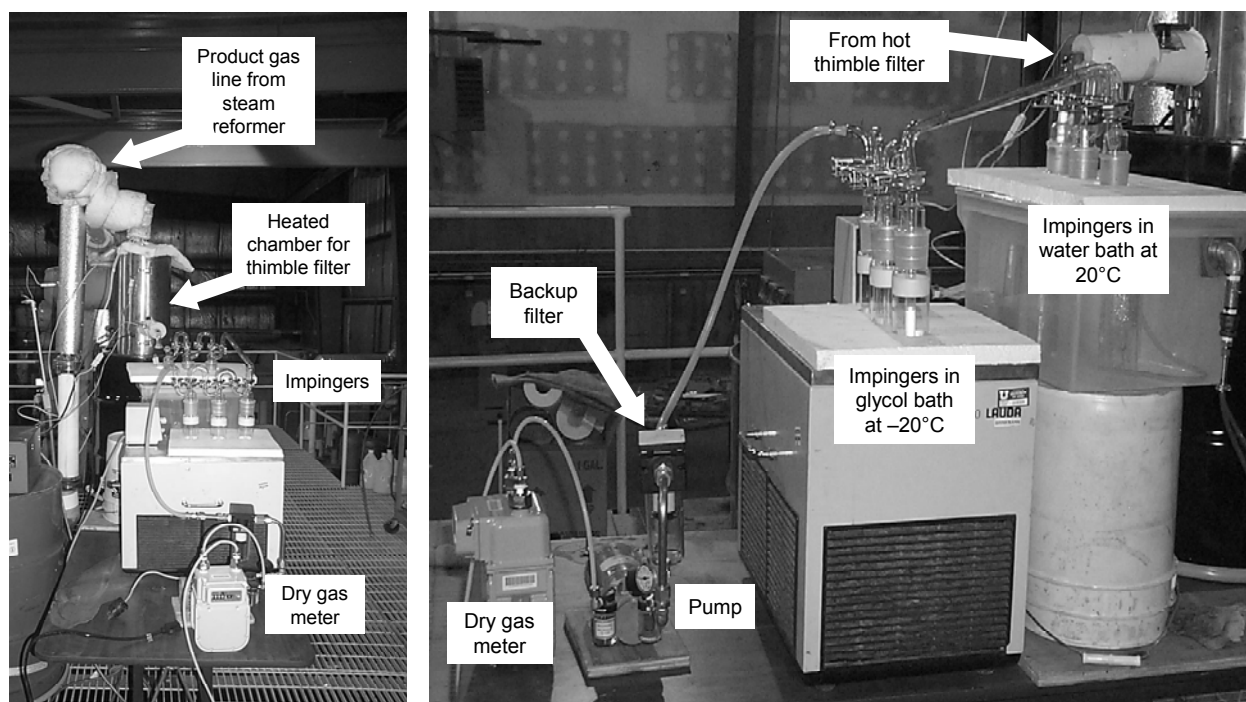 Product gas
line from
steam
reformer
Heated
chamber for
thimble filter
Impingers
Dry gas
meter
From hot
thimble filter
Impingers in
water bath at
20°C
Backup
filter
Impingers in
glycol bath
at –20°C
LAUDA
Dry gas
meter
Pump